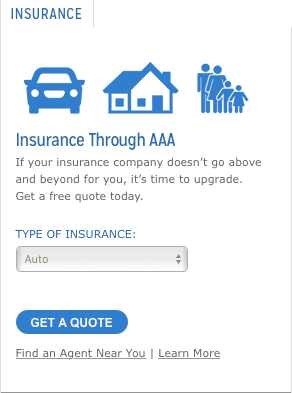 INSURANCE
Insurance Through AAA
If your insurance company doesn’t go above
and beyond for you, it’s time to upgrade.
Get a free quote today.
TYPE OF INSURANCE:
Auto
GET A QUOTE
Find an Agent Near You | Learn More